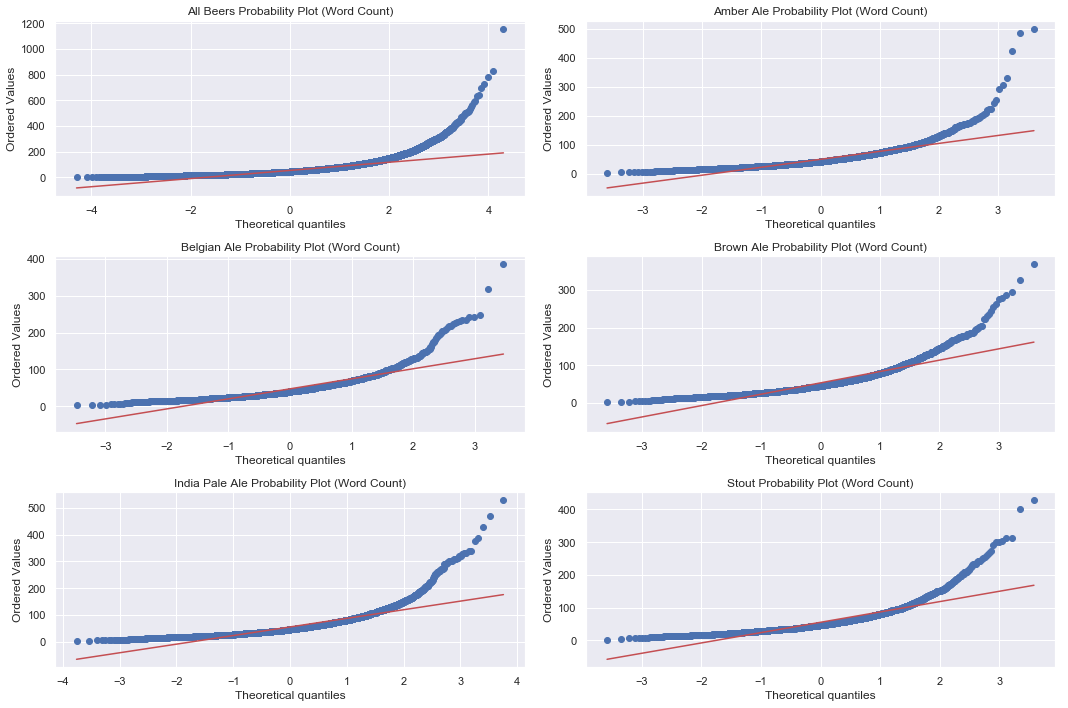 All Beers Probability Plot (Word Count)
Ordered Values
1200
1000
800
600
400
200
0
−4 −2 0 2 4
Theoretical quantiles
Amber Ale Probability Plot (Word Count)
Ordered Values
500
400
300
200
100
0
−3 −2 −1 0 1 2 3
Theoretical quantiles
Belgian Ale Probability Plot (Word Count)
Ordered Values
400
300
200
100
0
−3 −2 −1 0 1 2 3
Theoretical quantiles
Brown Ale Probability Plot (Word Count)
Ordered Values
300
200
100
0
−3 −2 −1 0 1 2 3
Theoretical quantiles
India Pale Ale Probability Plot (Word Count)
Ordered Values
500
400
300
200
100
0
−4 −3 −2 −1 0 1 2 3 4
Theoretical quantiles
Stout Probability Plot (Word Count)
Ordered Values
400
300
200
100
0
−3 −2 −1 0 1 2 3
Theoretical quantiles